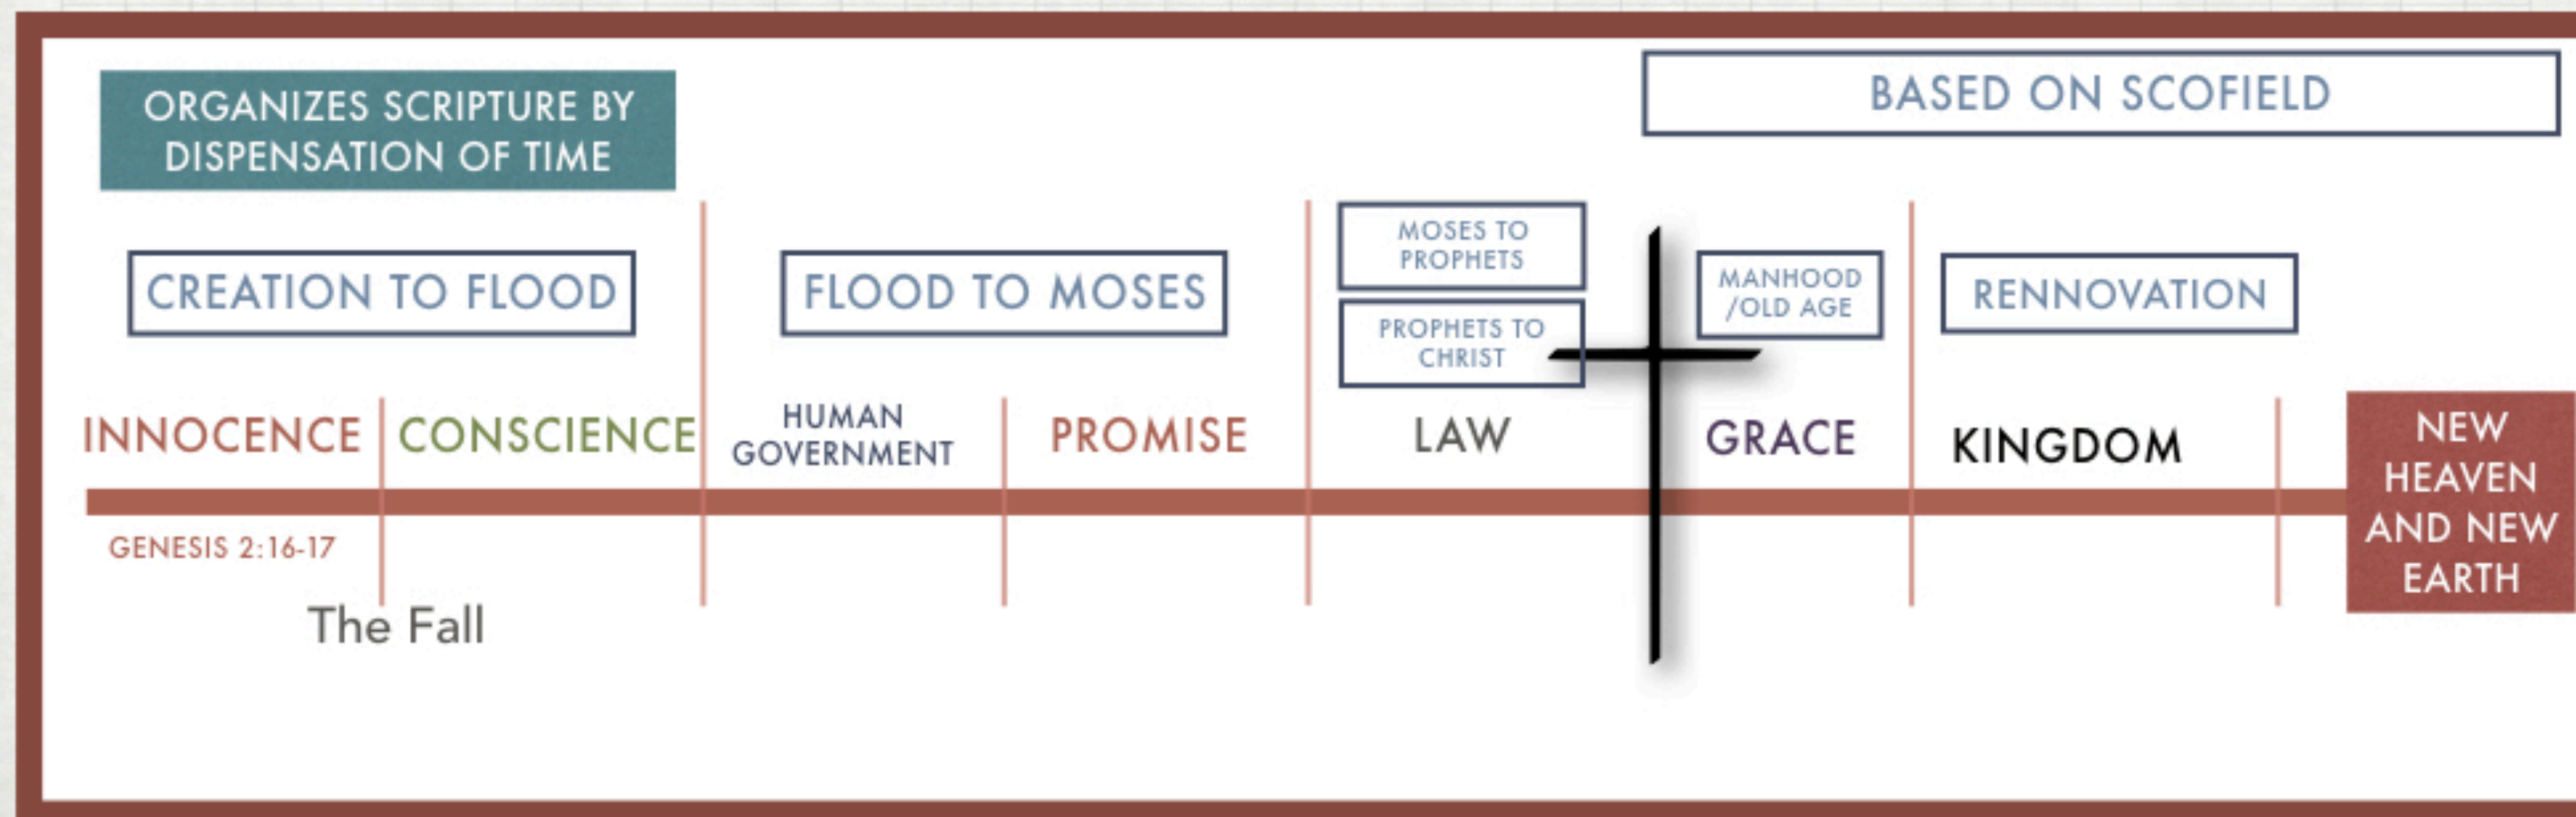 ORGANIZES SCRIPTURE BY
DISPENSATION OF TIME
BASED ON SCOFIELD
CREATION TO FLOOD
FLOOD TO MOSES
MOSES TO
PROPHETS
PROPHETS TO
CHRIST
MANHOOD
/OLD AGE
RENNOVATION
INNOCENCE
CONSCIENCE
HUMAN
GOVERNMENT
PROMISE
LAW
GRACE
KINGDOM
NEW
HEAVEN
AND NEW
EARTH
GENESIS 2:16-17
The Fall